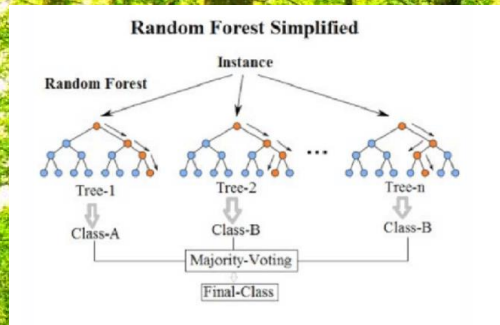 Random Forest Simplified
Instance
Random Forest
...
Tree-1 Tree-2 Tree-n
Class-A Class-B Class-B
Majority-Voting
Final-Class